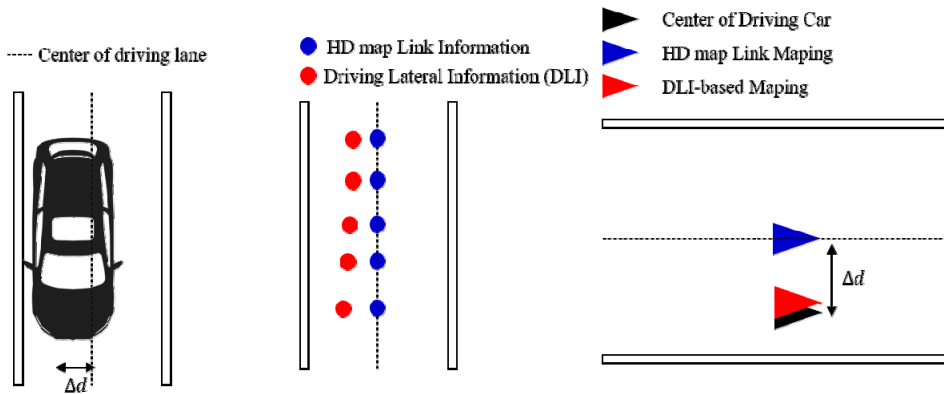 Center of driving lane
Δd
HD map Link Information
Driving Lateral Information (DLI)
Center of Driving Car
HD map Link Maping
DLI-based Maping
Δd